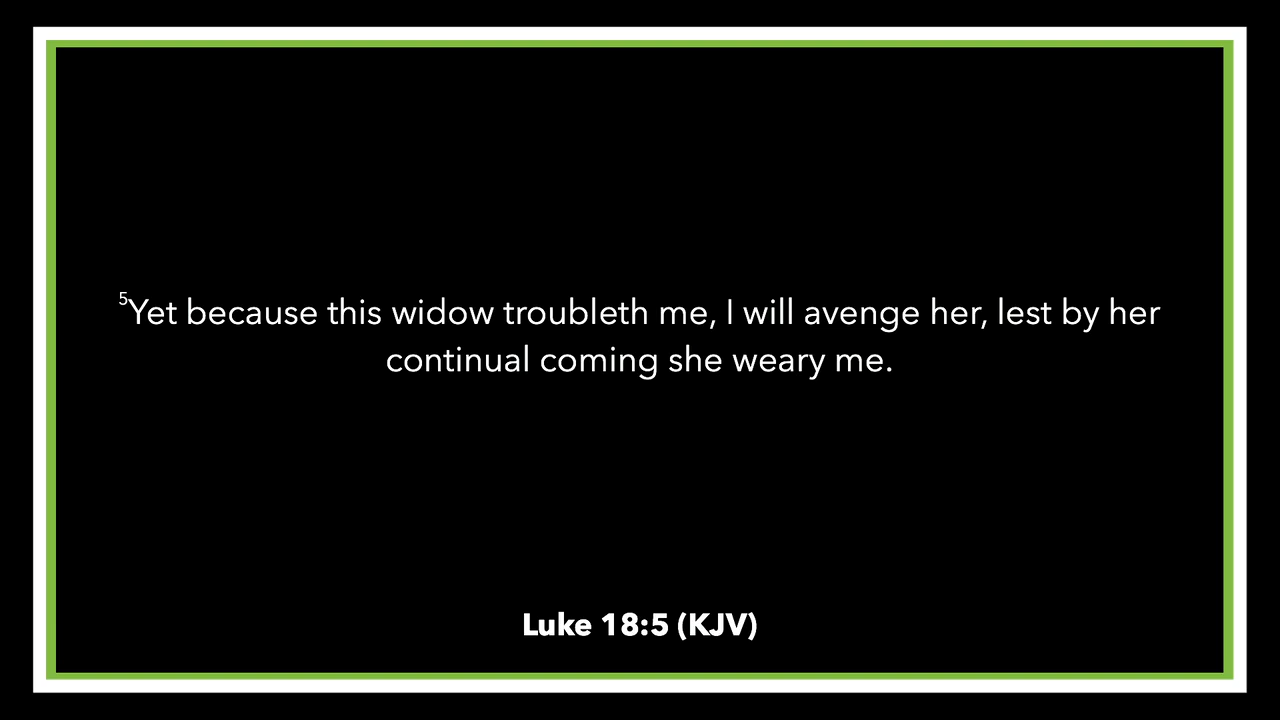 5Yet because this widow troubleth me, I will avenge her, lest by her
continual coming she weary me.
Luke 18:5 (KJV)